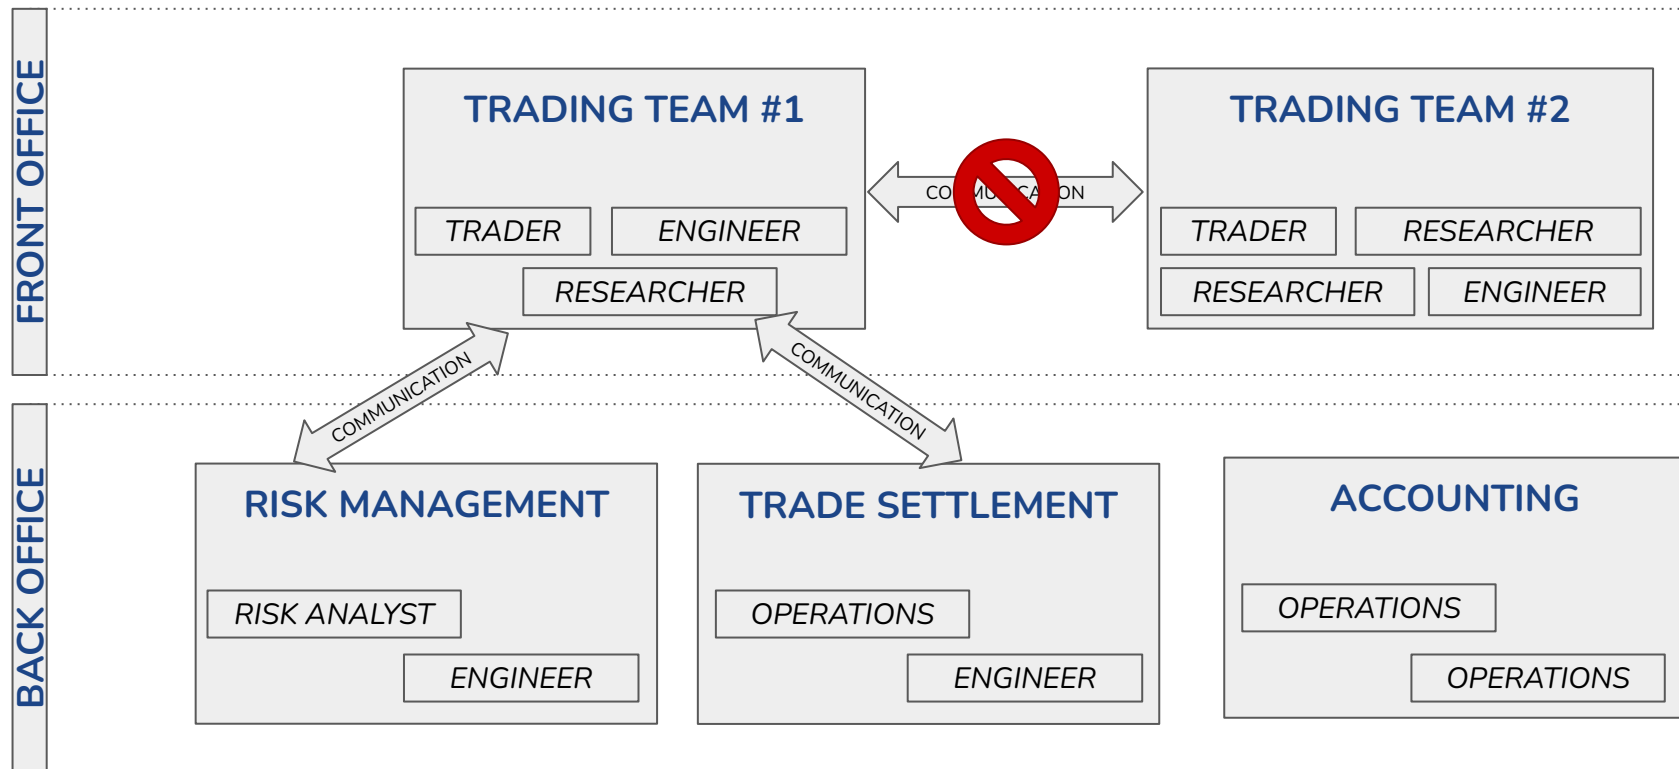 FRONT OFFICE
TRADING TEAM #1
TRADER
ENGINEER
RESEARCHER
COMMUNICATION
TRADING TEAM #2
TRADER
RESEARCHER
RESEARCHER
ENGINEER
COMMUNICATION
COMMUNICATION
BACK OFFICE
RISK MANAGEMENT
RISK ANALYST
ENGINEER
TRADE SETTLEMENT
OPERATIONS
ENGINEER
ACCOUNTING
OPERATIONS
OPERATIONS